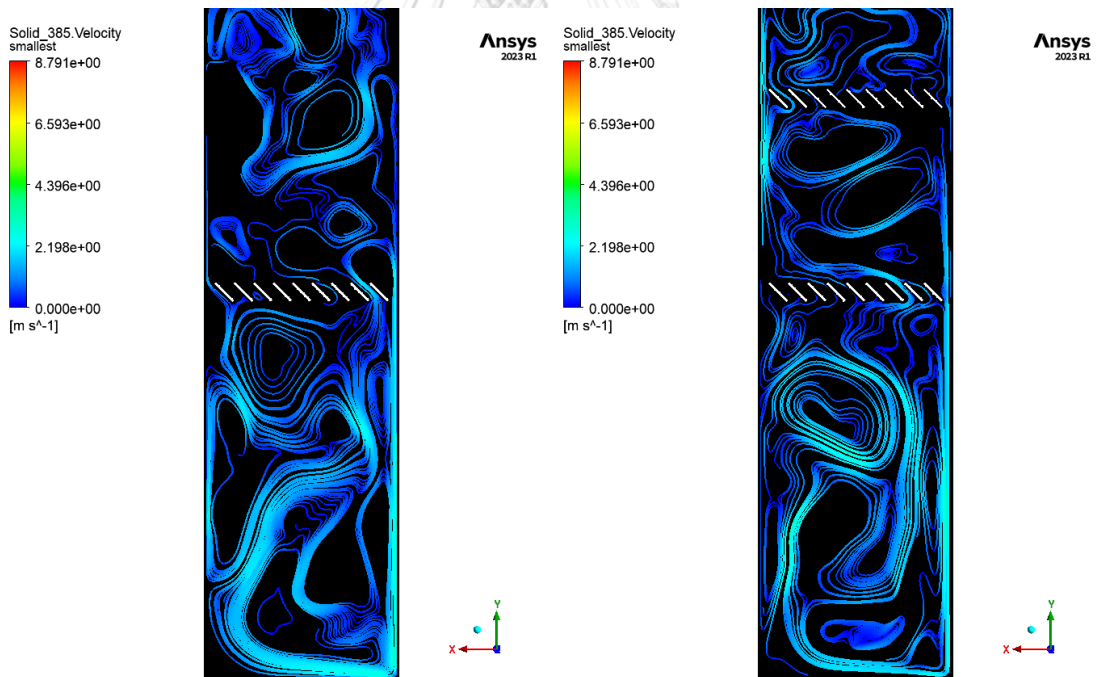 Solid_385.Velocity
smallest
8.791e+00
6.593e+00
4.396e+00
2.198e+00
0.000e+00
[m s^-1]
Ansys
2023 R1
Y
X
Solid_385.Velocity
smallest
8.791e+00
6.593e+00
4.396e+00
2.198e+00
0.000e+00
[m s^-1]
Ansys
2023 R1
Y
X